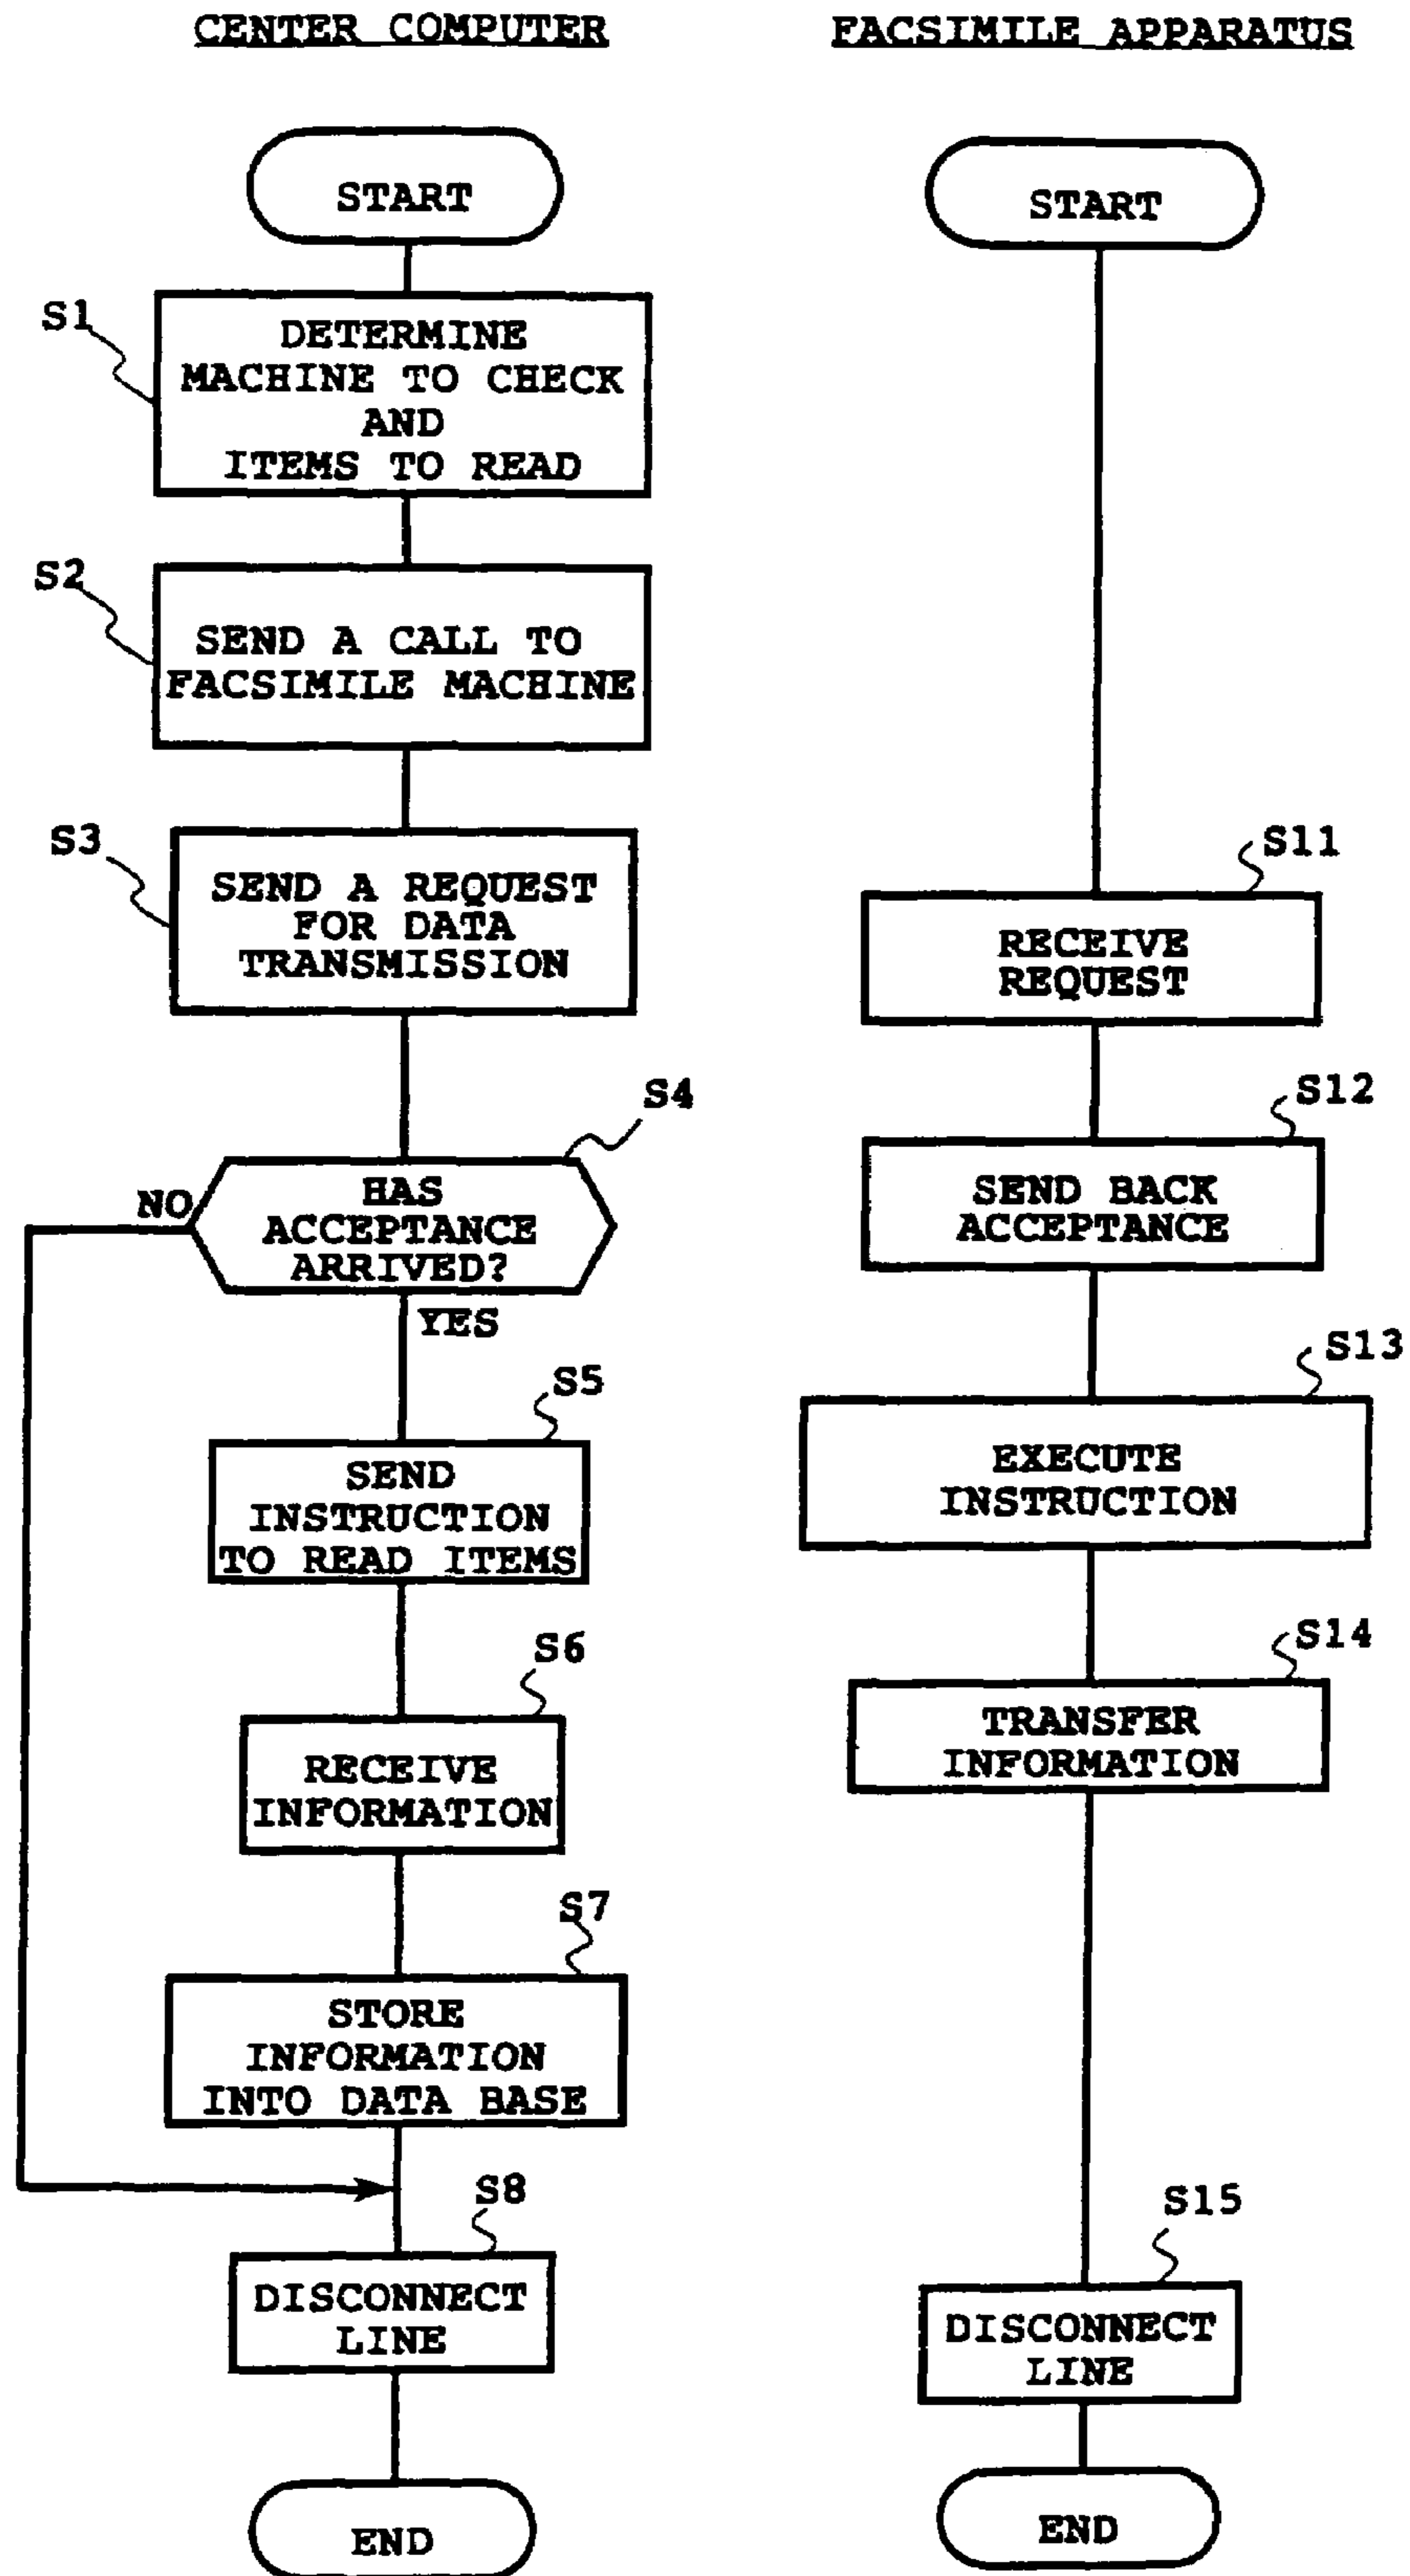 CENTER COMPUTER
START
S1
DETERMINE
MACHINE TO CHECK
AND
ITEMS TO READ
S2
SEND A CALL TO
FACSIMILE MACHINE
S3
SEND A REQUEST
FOR DATA
TRANSMISSION
S4
NO
HAS
ACCEPTANCE
ARRIVED?
YES
S5
SEND
INSTRUCTION
TO READ ITEMS
S6
RECEIVE
INFORMATION
S7
STORE
INFORMATION
INTO DATA BASE
S8
DISCONNECT
LINE
END
FACSIMILE APPARATUS
START
S11
RECEIVE
REQUEST
S12
SEND BACK
ACCEPTANCE
S13
EXECUTE
INSTRUCTION
S14
TRANSFER
INFORMATION
S15
DISCONNECT
LINE
END